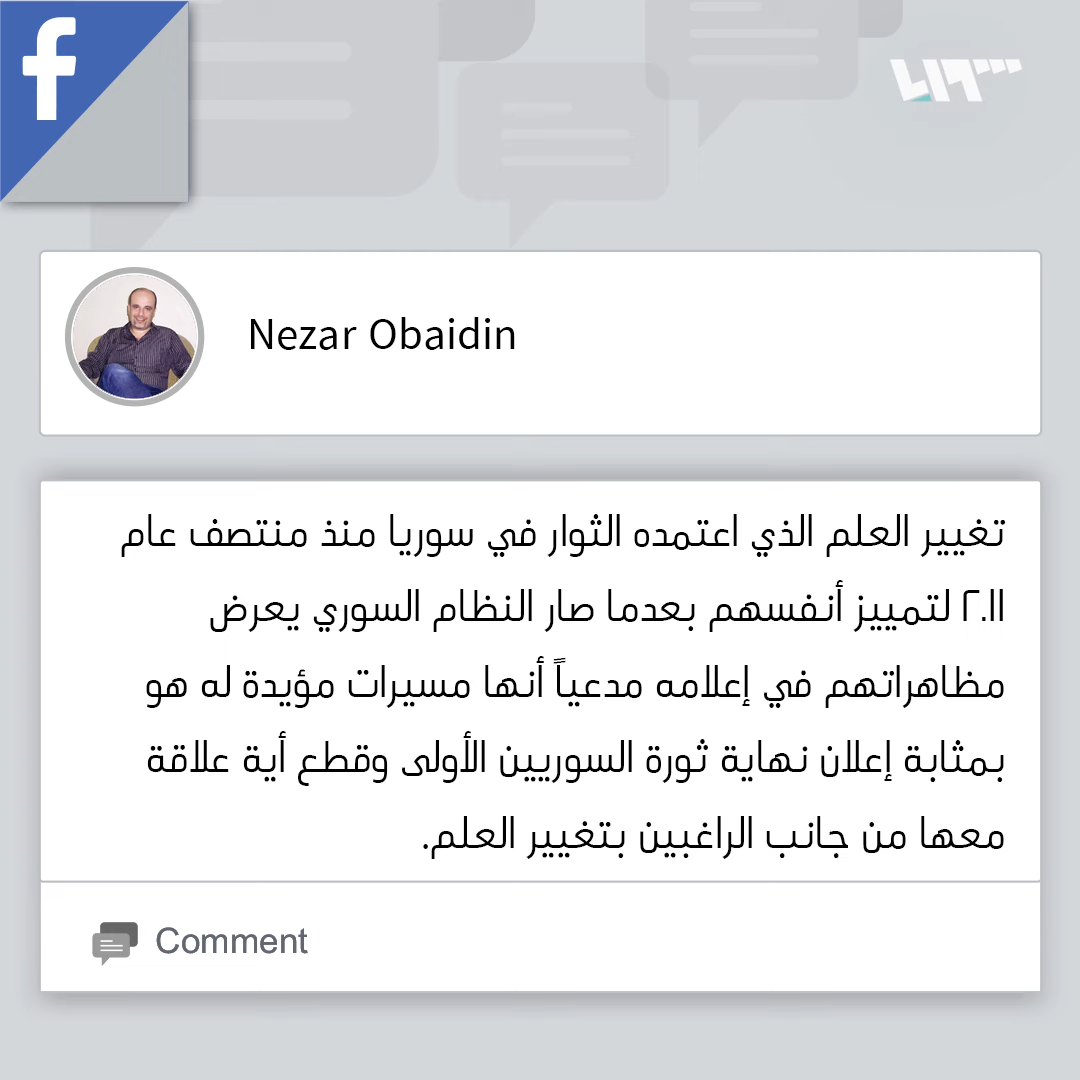 f
Nezar Obaidin
تغيير العلم الذي اعتمده الثوار في سوريا منذ منتصف عام
٢٠١١ لتمييز أنفسهم بعدما صار النظام السوري يعرض
مظاهراتهم في إعلامه مدعياً أنها مسيرات مؤيدة له هو
بمثابة إعلان نهاية ثورة السوريين الأولى وقطع أية علاقة
معها من جانب الراغبين بتغيير العلم.
Comment